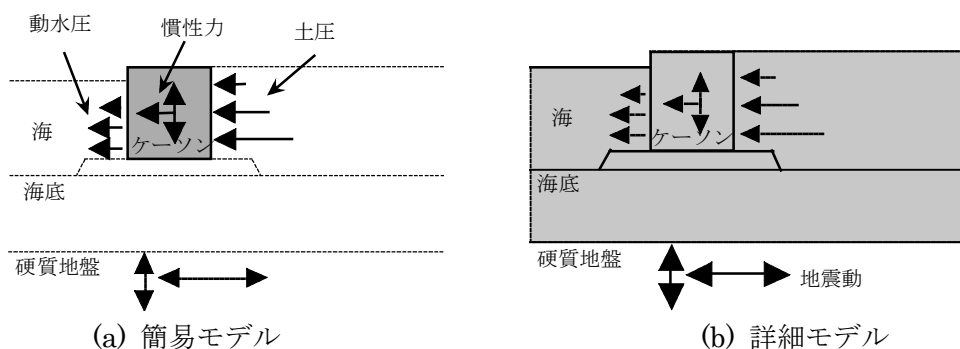 動水圧
慣性力
土圧
海
ケーソン
海底
硬質地盤
(a) 簡易モデル
海
ケーソン
海底
硬質地盤
地震動
(b) 詳細モデル